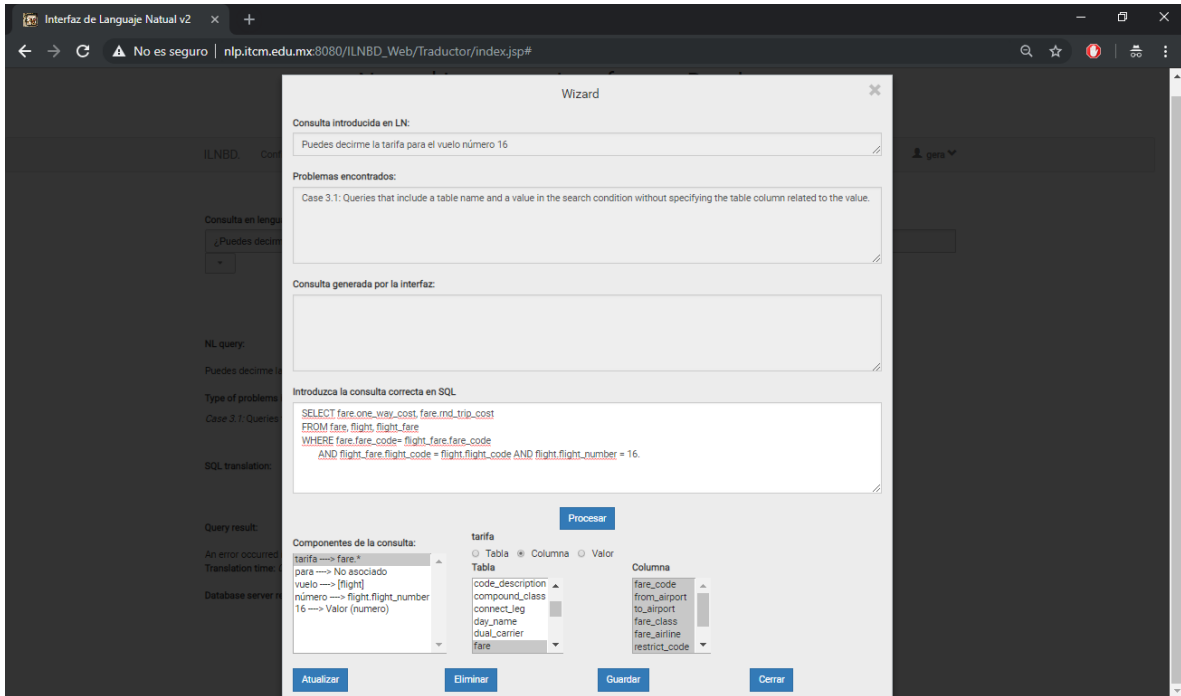 Interfaz de Languaje Natual v2
No es seguro | nlp.itcm.edu.mx:8080/ILNBD_Web/Traductor/index.jsp#
Wizard
Consulta introducida en LN:
Puedes decirme la tarifa para el vuelo número 16
ILNBD. Conf
gera
Problemas encontrados:
Case 3.1: Queries that include a table name and a value in the search condition without specifying the table column related to the value.
Consulta en lengu
¿Puedes decirm
Consulta generada por la interfaz:
NL query:
Puedes decirme la
Type of problems
Case 3.1: Queries
Introduzca la consulta correcta en SQL
SELECT fare.one_way_cost, fare.rnd_trip_cost
FROM fare, flight, flight_fare
WHERE fare.fare_code= flight_fare.fare_code
AND flight_fare.flight_code = flight.flight_code AND flight.flight_number = 16.
SQL translation:
Procesar
Query result:
An error occurred
Translation time:
Database server re
Componentes de la consulta:
tarifa ----> fare.*
para ----> No asociado
vuelo ----> [flight]
número ----> flight.flight_number
16 ----> Valor (numero)
tarifa
Tabla Columna Valor
Tabla
code_description
compound_class
connect_leg
day_name
dual_carrier
fare
Columna
fare_code
from_airport
to_airport
fare_class
fare_airline
restrict_code
Atualizar
Eliminar
Guardar
Cerrar